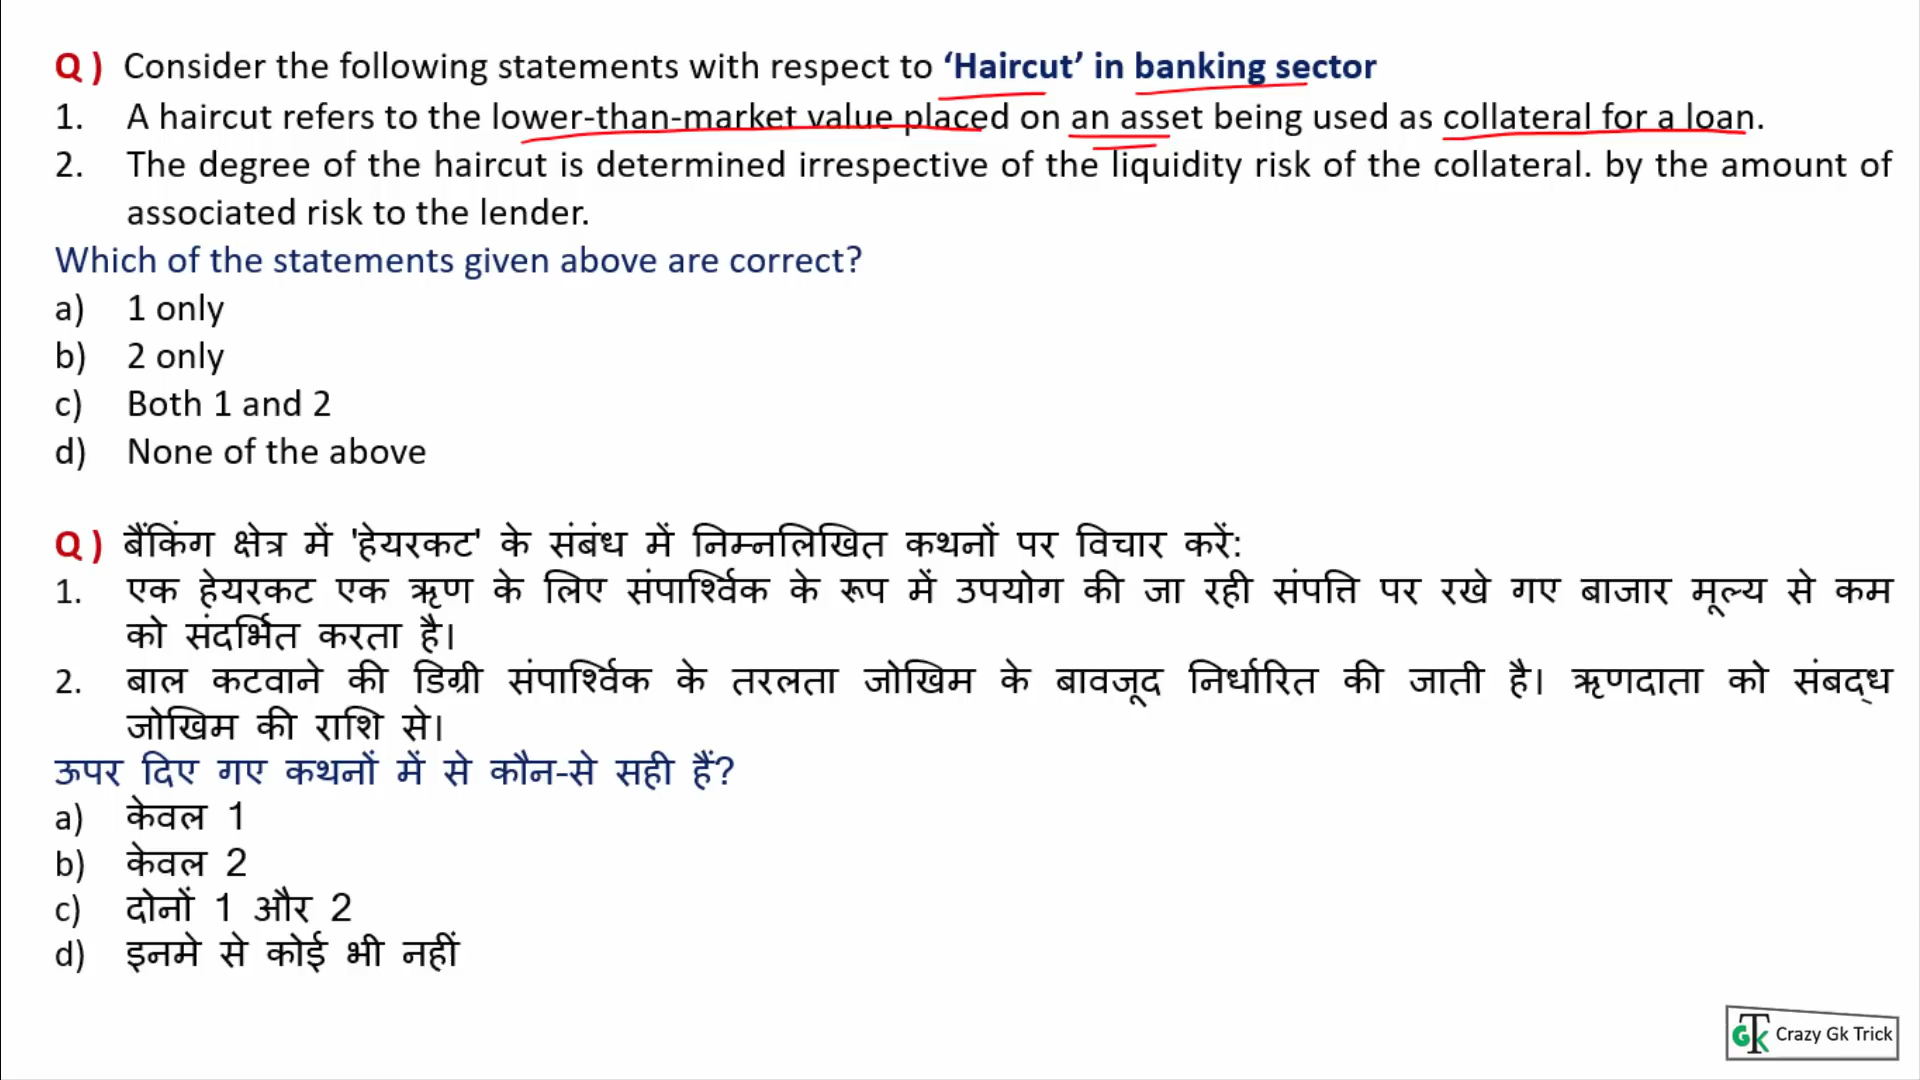 Q ) Consider the following statements with respect to ‘Haircut’ in banking sector
1. A haircut refers to the lower-than-market value placed on an asset being used as collateral for a loan.
2. The degree of the haircut is determined irrespective of the liquidity risk of the collateral. by the amount of
associated risk to the lender.
Which of the statements given above are correct?
a) 1 only
b) 2 only
c) Both 1 and 2
d) None of the above
Q ) बैंकिंग क्षेत्र में 'हेयरकट' के संबंध में निम्नलिखित कथनों पर विचार करें:
1. एक हेयरकट एक ऋण के लिए संपार्श्विक के रूप में उपयोग की जा रही संपत्ति पर रखे गए बाजार मूल्य से कम
को संदर्भित करता है।
2. बाल कटवाने की डिग्री संपार्श्विक के तरलता जोखिम के बावजूद निर्धारित की जाती है। ऋणदाता को संबद्ध
जोखिम की राशि से।
ऊपर दिए गए कथनों में से कौन-से सही हैं?
a) केवल 1
b) केवल 2
c) दोनों 1 और 2
d) इनमे से कोई भी नहीं
GTK Crazy Gk Trick